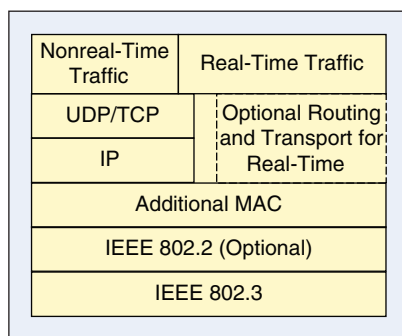 Nonreal-Time
Traffic
Real-Time Traffic
UDP/TCP
IP
Optional Routing
and Transport for
Real-Time
Additional MAC
IEEE 802.2 (Optional)
IEEE 802.3